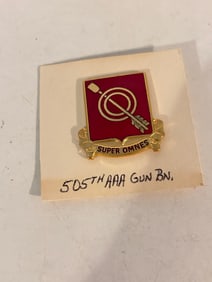 SUPER OMNES
505TH AAA GUN BN.